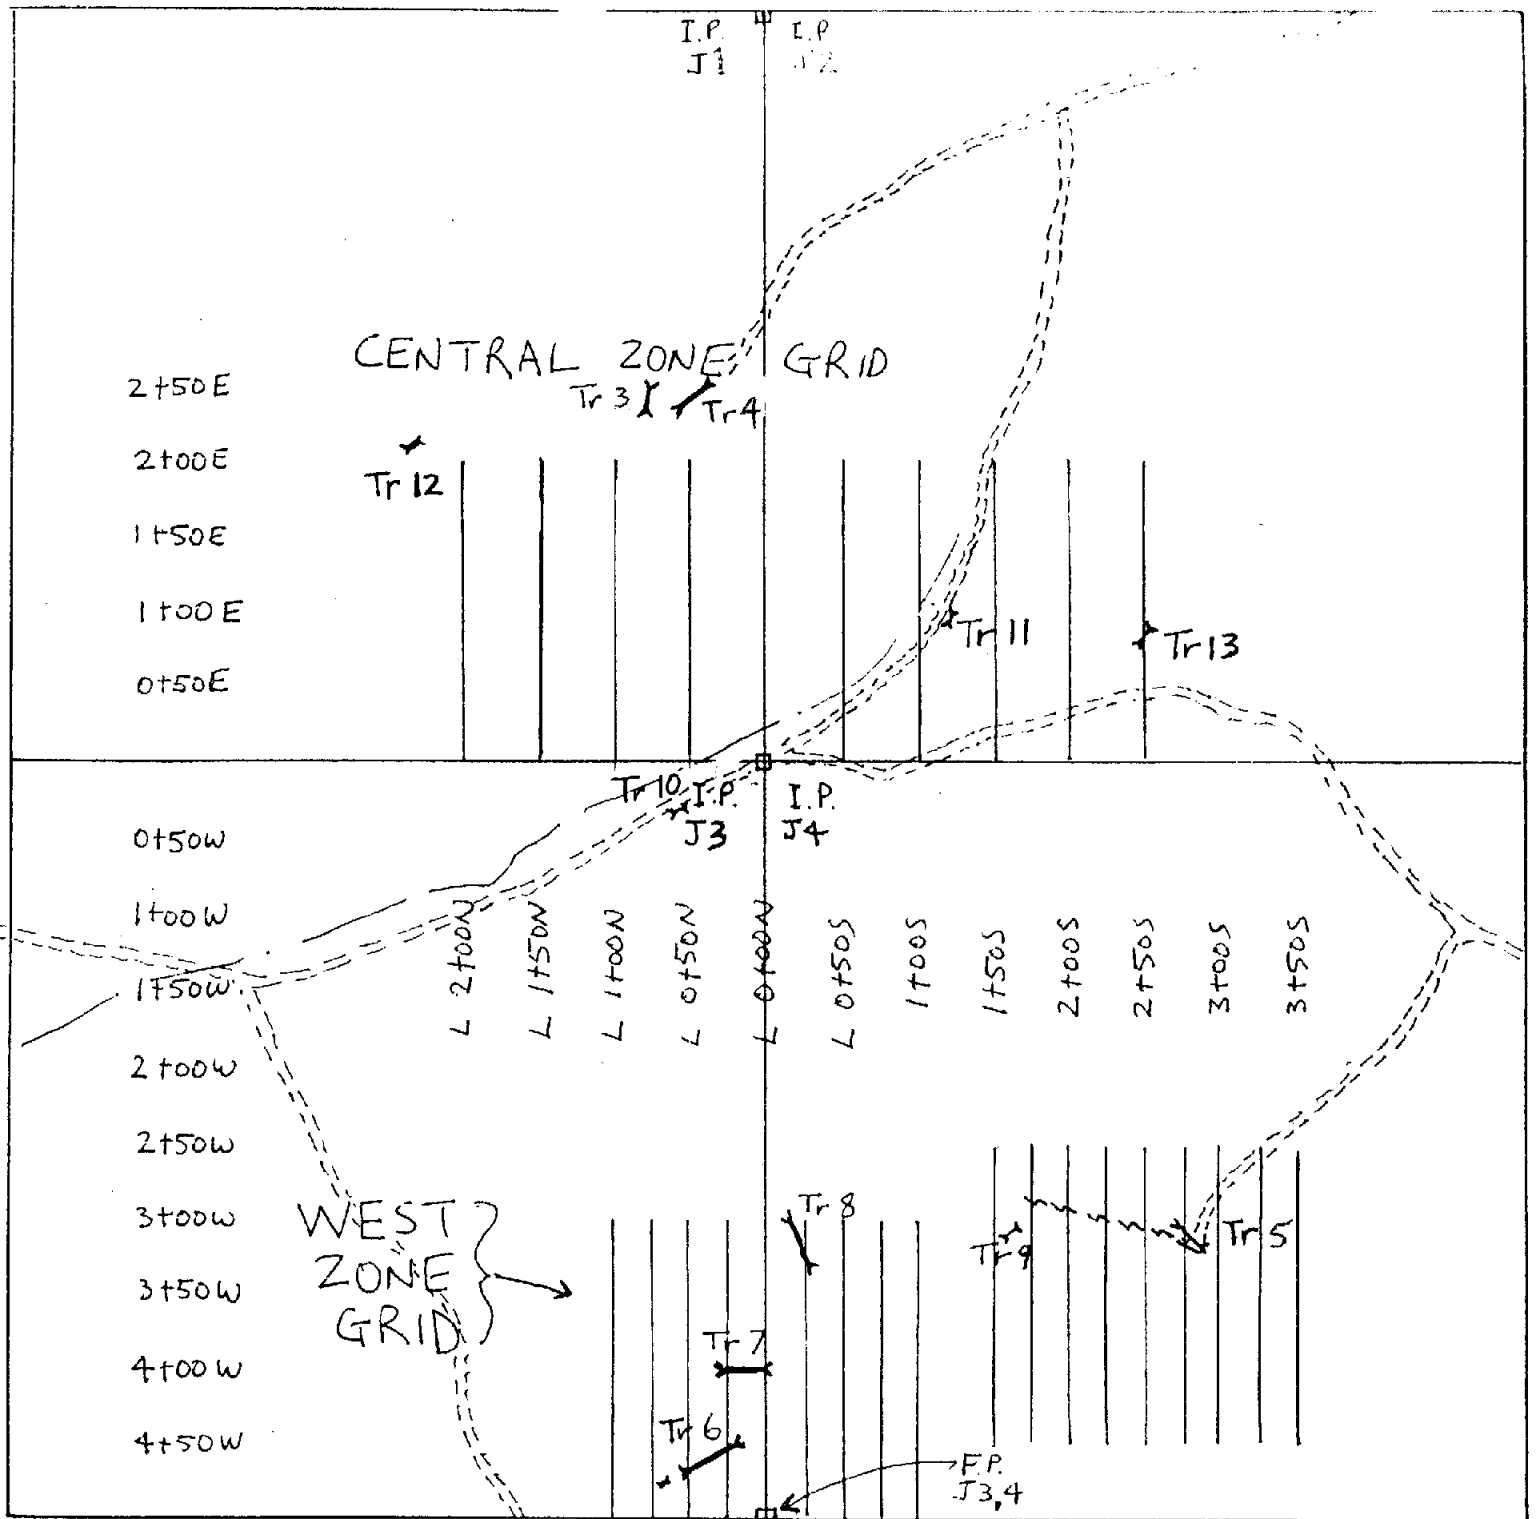 I.P. I.P.
J1 J2
CENTRAL ZONE GRID
2+50E
Tr 3
Tr 4
2+00E
Tr 12
1+50E
1+00E
Tr 11
Tr 13
0+50E
Tr 10
I.P. I.P.
J3 J4
0+50W
1+00W
1+50W
L 2+00N
L 1+50N
L 1+00N
L 0+50N
L 0+00N
L 0+50S
1+00S
1+50S
2+00S
2+50S
3+00S
3+50S
2+00W
2+50W
3+00W
WEST
ZONE
GRID
Tr 8
Tr 9
Tr 5
3+50W
Tr 7
4+00W
Tr 6
4+50W
F.P.
J3,4